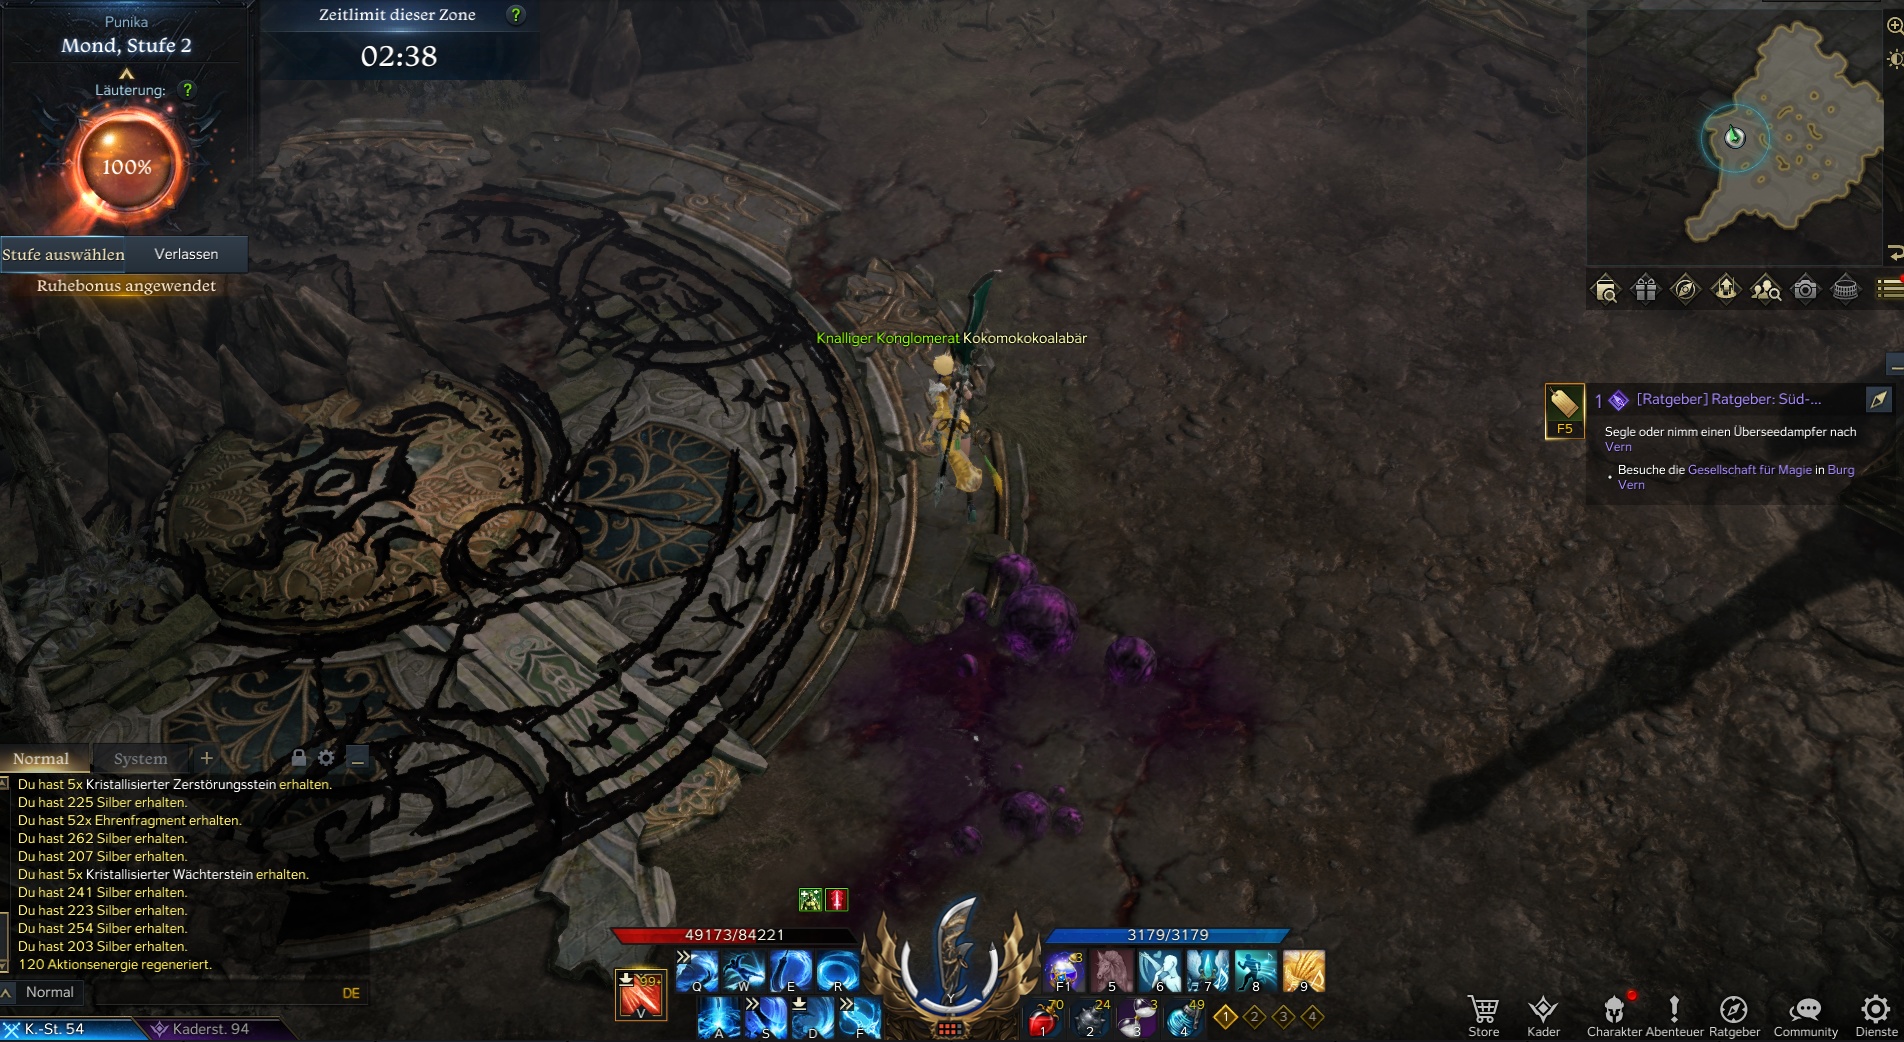 Punika
Mond, Stufe 2
Läuterung: ?
100%
Stufe auswählen
Verlassen
Ruhebonus angewendet
Zeitlimit dieser Zone ?
02:38
Knalliger Konglomerat Kokomokokoalabär
F5
1 [Ratgeber] Ratgeber: Süd-...
Segle oder nimm einen Überseedampfer nach
Vern
• Besuche die Gesellschaft für Magie in Burg
Vern
Normal System +
Du hast 5x Kristallisierter Zerstörungsstein erhalten.
Du hast 225 Silber erhalten.
Du hast 52x Ehrenfragment erhalten.
Du hast 262 Silber erhalten.
Du hast 207 Silber erhalten.
Du hast 5x Kristallisierter Wächterstein erhalten.
Du hast 241 Silber erhalten.
Du hast 223 Silber erhalten.
Du hast 254 Silber erhalten.
Du hast 203 Silber erhalten.
120 Aktionsenergie regeneriert.
Normal DE
K.-St. 54 Kaderst. 94
49173/84221
3179/3179
99+
V
Q W E R
A S D F
Y
3
F1 5 6 7 8 9
70 24 3 49
1 2 3 4
1 2 3 4
Store Kader Charakter Abenteuer Ratgeber Community Dienste